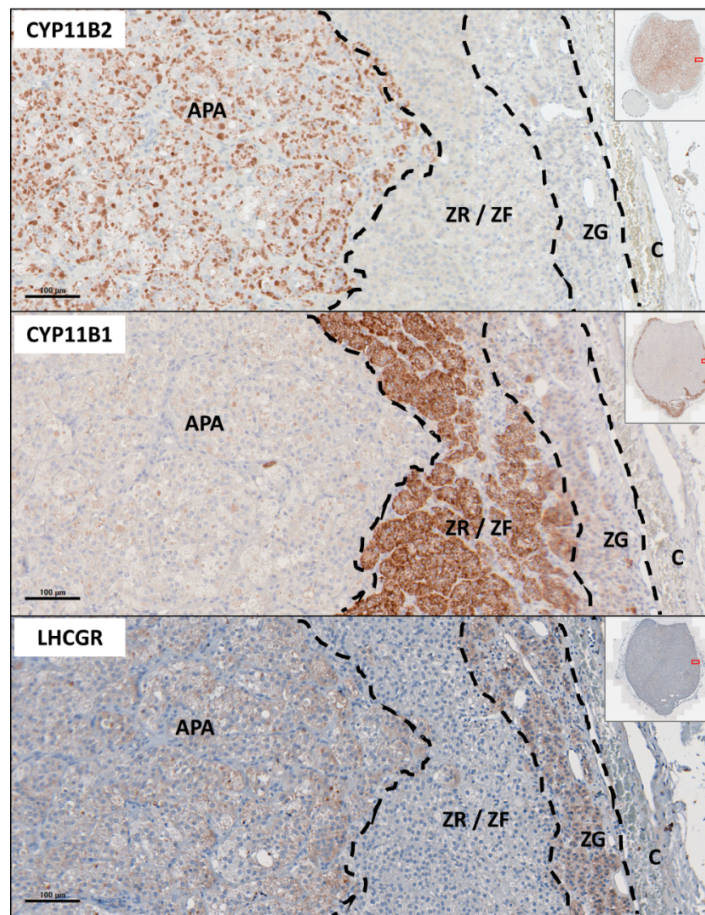 CYP11B2
APA
ZR / ZF
ZG
C
100 µm
CYP11B1
APA
ZR / ZF
ZG
C
100 µm
LHCGR
APA
ZR / ZF
ZG
C
100 µm